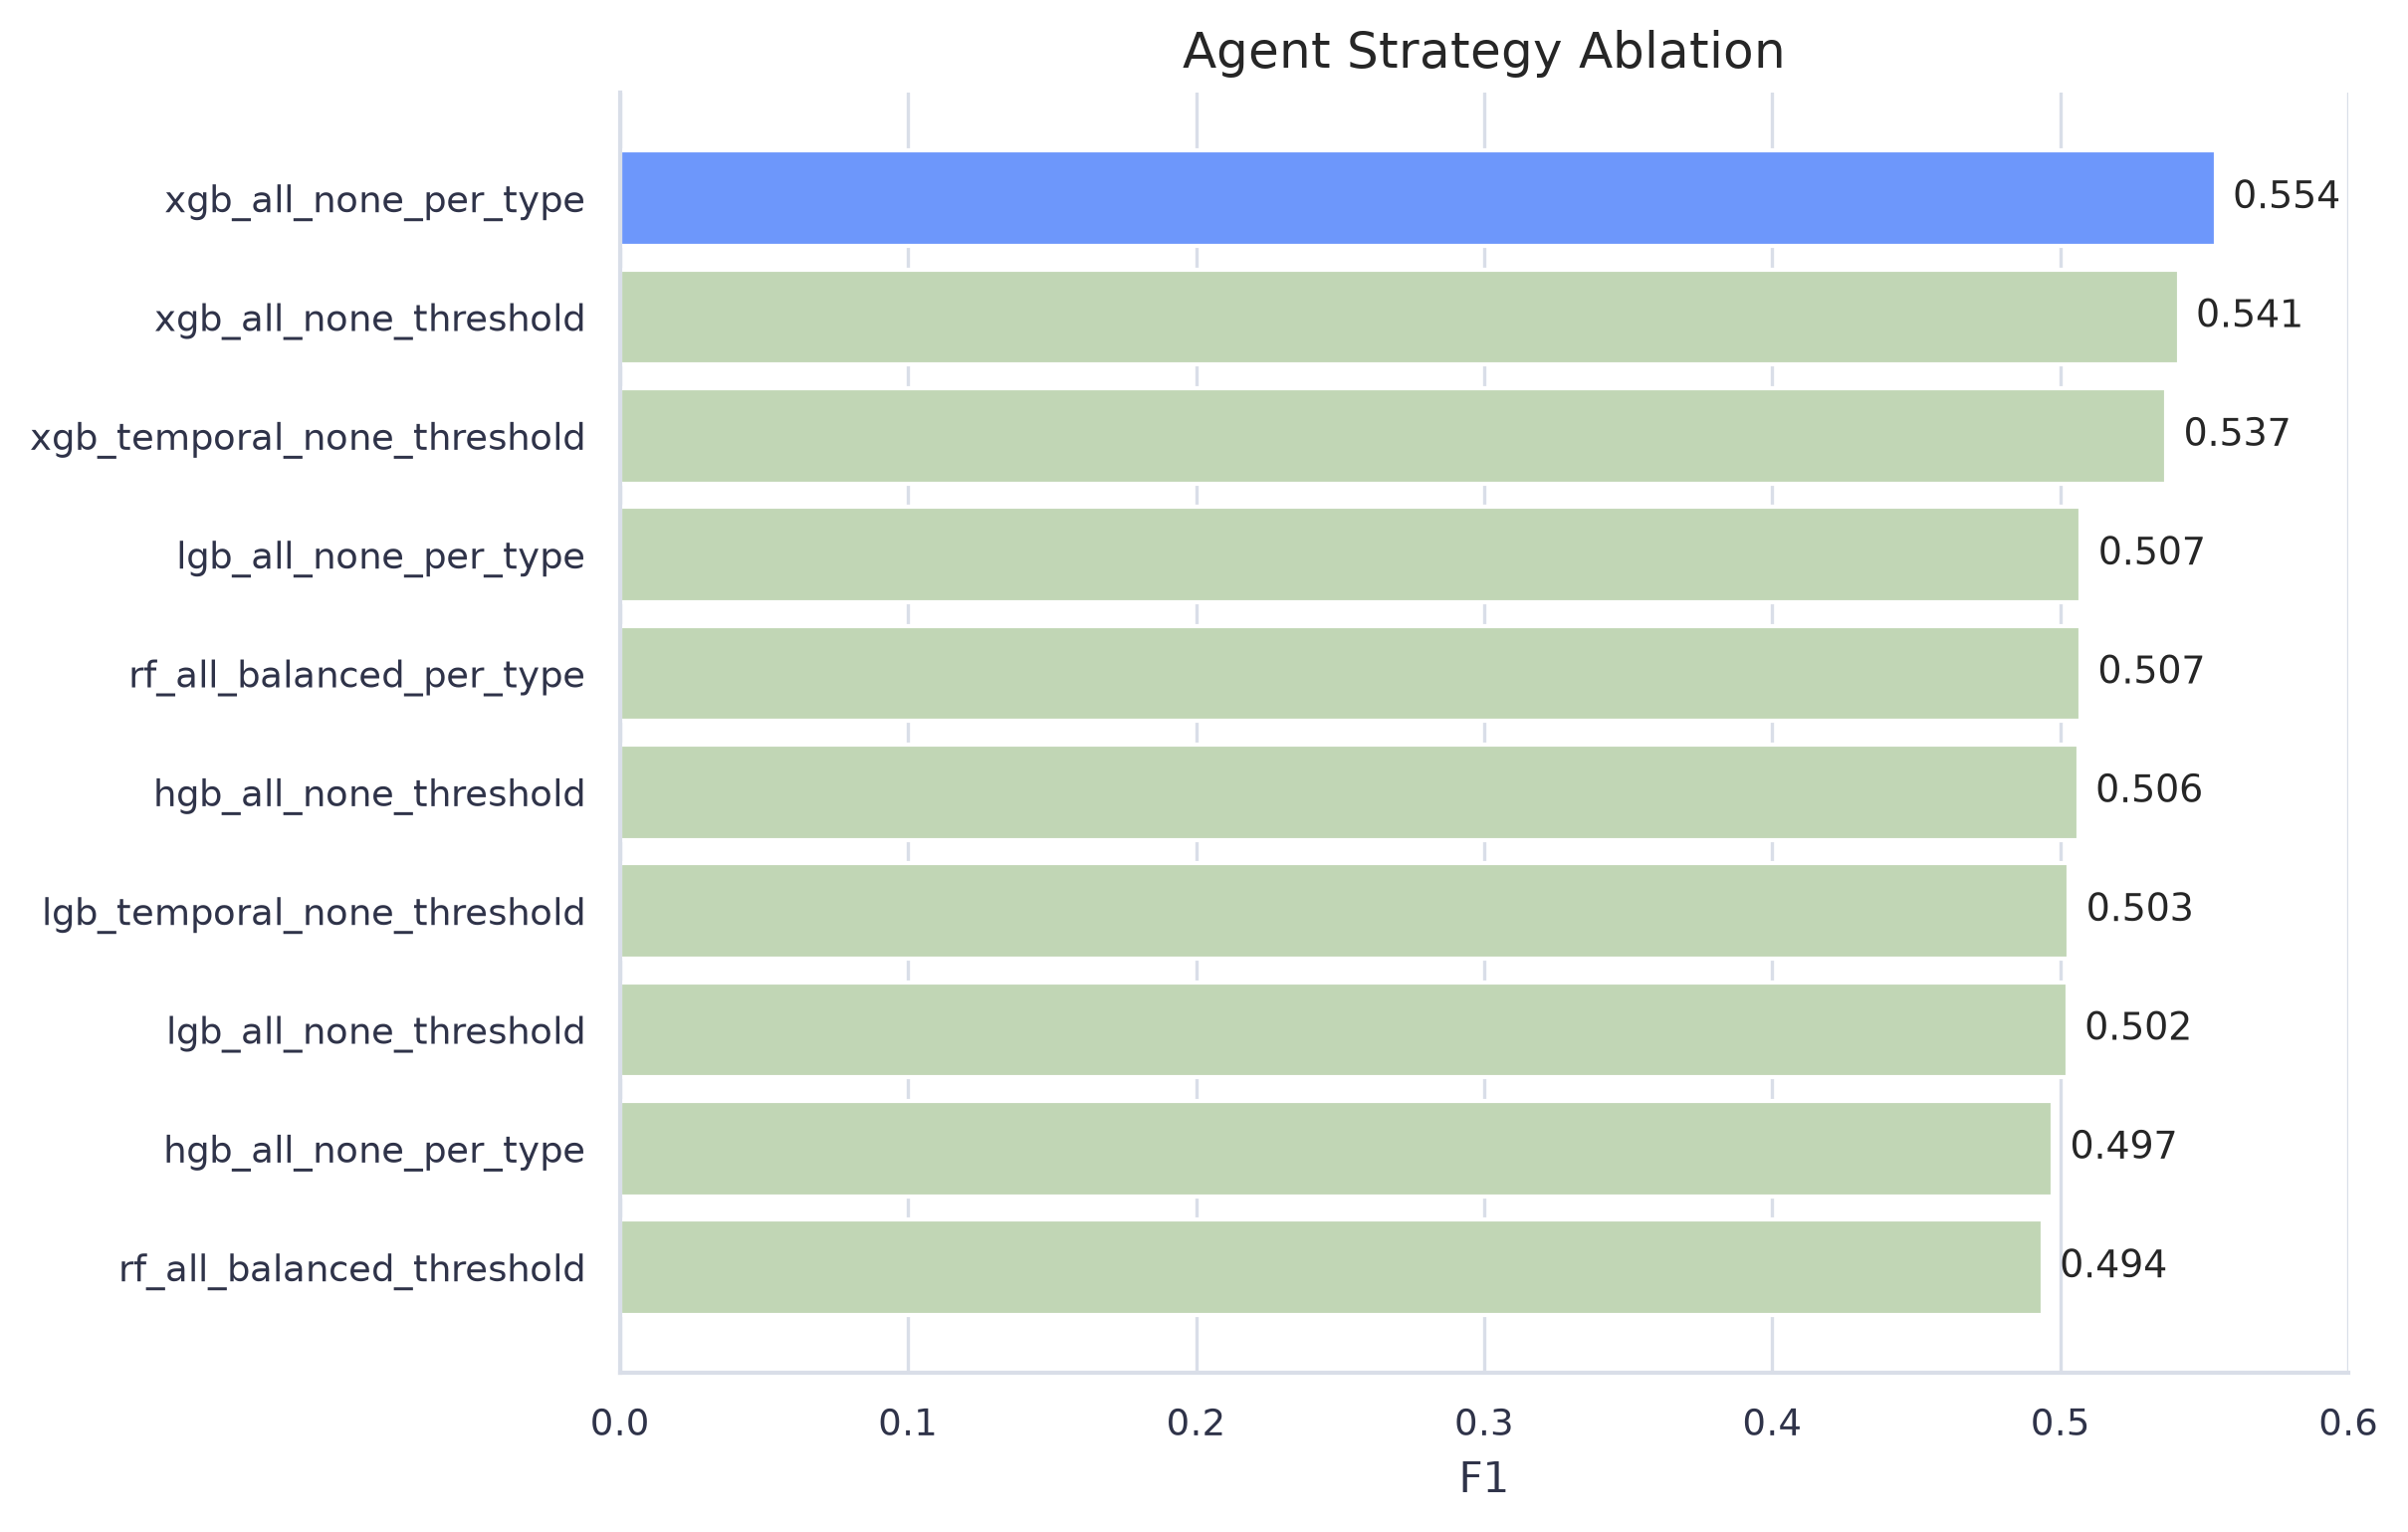 Agent Strategy Ablation
xgb_all_none_per_type 0.554
xgb_all_none_threshold 0.541
xgb_temporal_none_threshold 0.537
lgb_all_none_per_type 0.507
rf_all_balanced_per_type 0.507
hgb_all_none_threshold 0.506
lgb_temporal_none_threshold 0.503
lgb_all_none_threshold 0.502
hgb_all_none_per_type 0.497
rf_all_balanced_threshold 0.494
0.0 0.1 0.2 0.3 0.4 0.5 0.6
F1